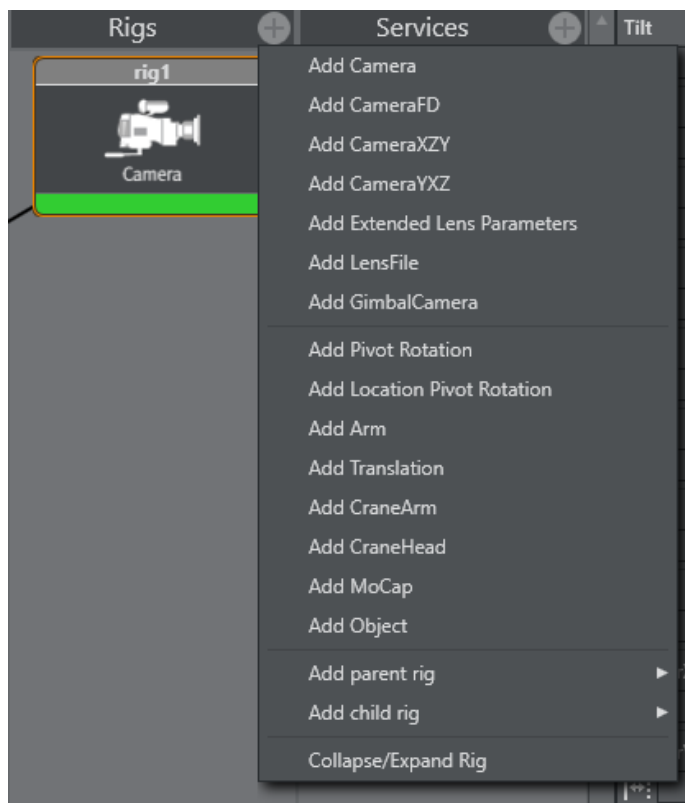 Rigs
Services
Tilt
rig1
Camera
Add Camera
Add CameraFD
Add CameraXZY
Add CameraYXZ
Add Extended Lens Parameters
Add LensFile
Add GimbalCamera
Add Pivot Rotation
Add Location Pivot Rotation
Add Arm
Add Translation
Add CraneArm
Add CraneHead
Add MoCap
Add Object
Add parent rig
Add child rig
Collapse/Expand Rig